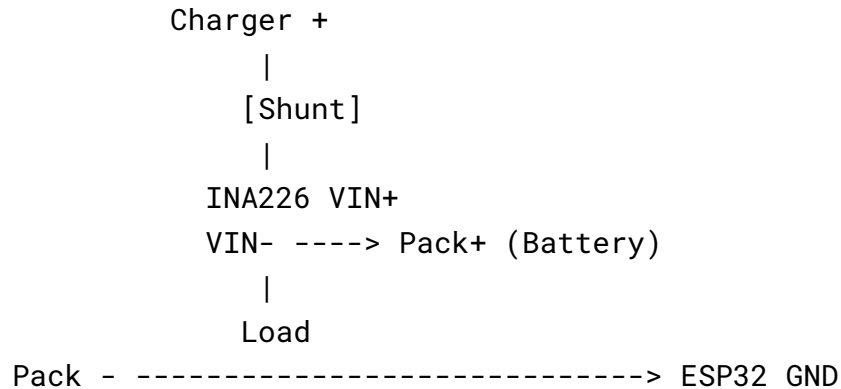 Charger +
|
[Shunt]
|
INA226 VIN+
VIN- ----> Pack+ (Battery)
|
Load
Pack - -----------------------------> ESP32 GND